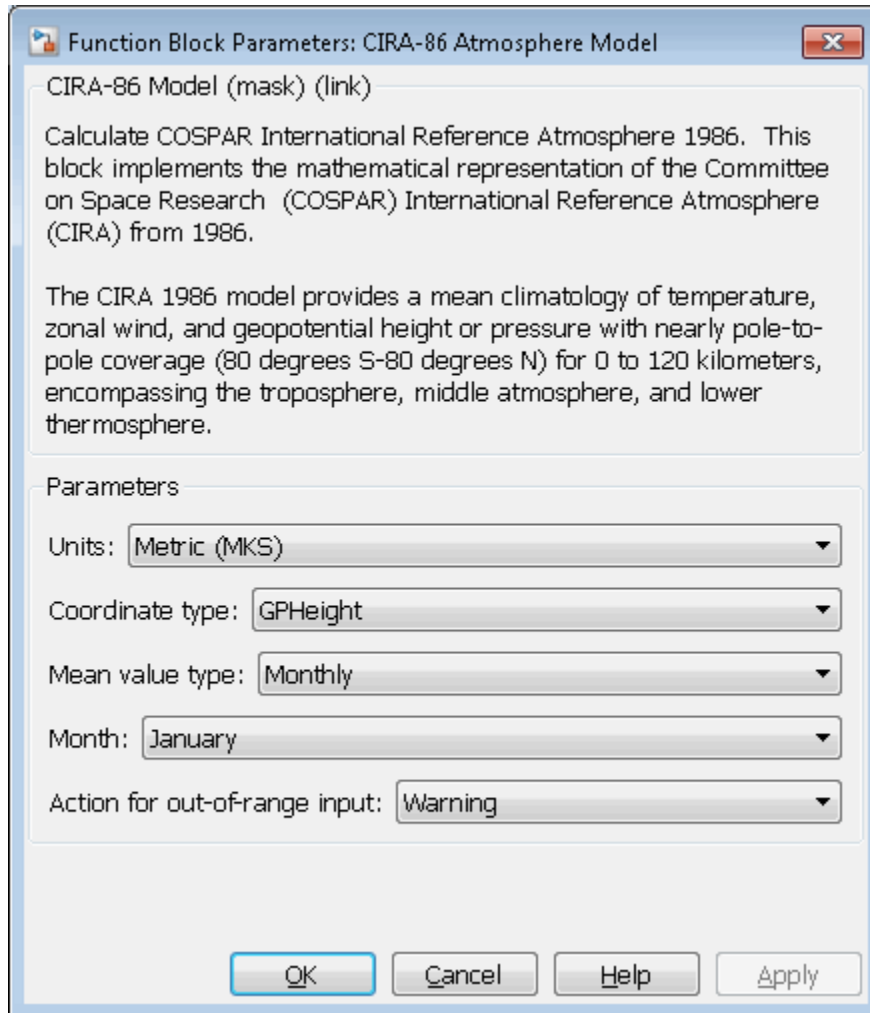 Function Block Parameters: CIRA-86 Atmosphere Model
CIRA-86 Model (mask) (link)
Calculate COSPAR International Reference Atmosphere 1986.  This
block implements the mathematical representation of the Committee
on Space Research  (COSPAR) International Reference Atmosphere
(CIRA) from 1986.
The CIRA 1986 model provides a mean climatology of temperature,
zonal wind, and geopotential height or pressure with nearly pole-to-
pole coverage (80 degrees S-80 degrees N) for 0 to 120 kilometers,
encompassing the troposphere, middle atmosphere, and lower
thermosphere.
Parameters
Units: Metric (MKS)
Coordinate type: GPHeight
Mean value type: Monthly
Month: January
Action for out-of-range input: Warning
OK Cancel Help Apply